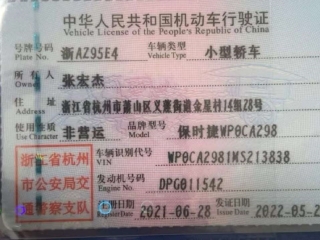 中华人民共和国机动车行驶证
Vehicle License of the People's Republic of China
号牌号码 浙AZ95E4 车辆类型 小型轿车
Plate No. Vehicle Type
所有人 张宏杰
Owner
住址 浙江省杭州市萧山区义蓬街道金星村14组28号
Address
使用性质 非营运 品牌型号 保时捷WP0CA298
Use Character Model
浙江省杭州市公安局交 车辆识别代号 WP0CA2981MS213838
VIN
发动机号码 DPG011542
Engine No.
警察支队 注册日期 2021-06-28 发证日期 2022-05-2
Register Date Issue Date